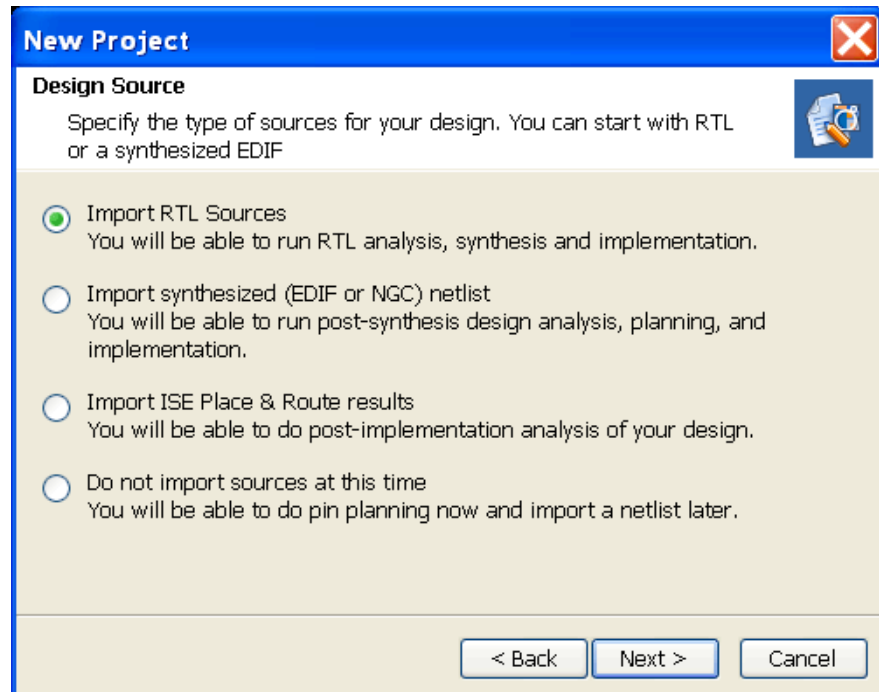 New Project
Design Source
Specify the type of sources for your design. You can start with RTL
or a synthesized EDIF
Import RTL Sources
You will be able to run RTL analysis, synthesis and implementation.
Import synthesized (EDIF or NGC) netlist
You will be able to run post-synthesis design analysis, planning, and
implementation.
Import ISE Place & Route results
You will be able to do post-implementation analysis of your design.
Do not import sources at this time
You will be able to do pin planning now and import a netlist later.
< Back Next > Cancel